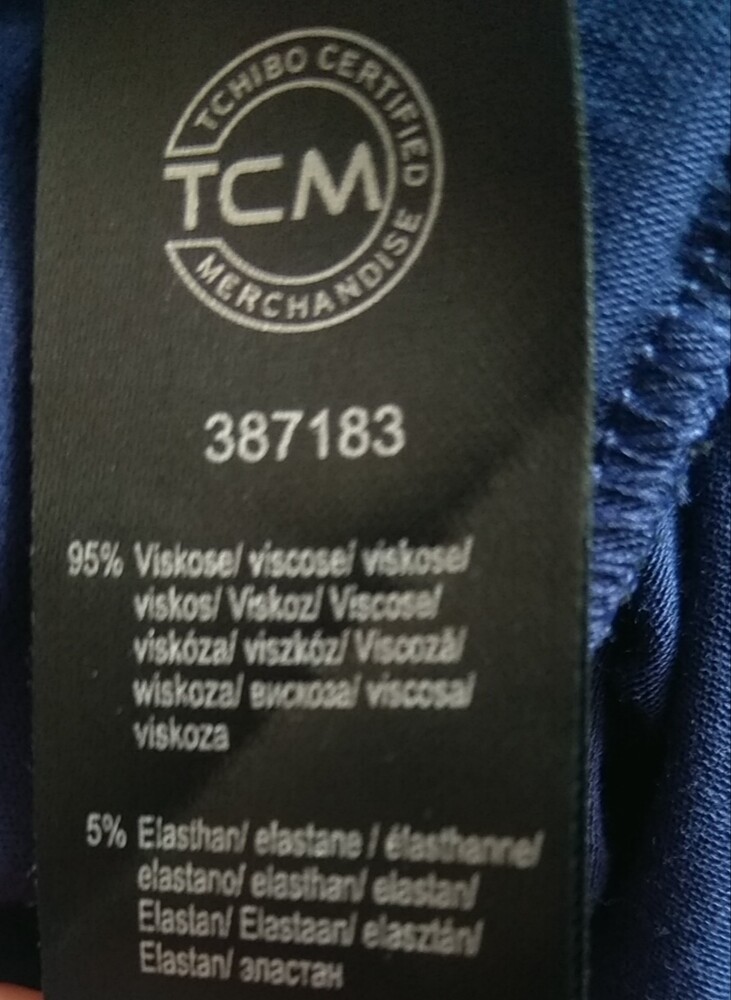 TCHIBO CERTIFIED
TCM
MERCHANDISE
387183
95% Viskose/ viscose/ viskose/
viskos/ Viskoz/ Viscose/
viskóza/ viszkóz/ Viscoză/
wiskoza/ вискоза/ viscosa/
viskoza
5% Elasthan/ elastane / élasthanne/
elastano/ elasthan/ elastan/
Elastan/ Elastaan/ elasztán/
Elastan/ эластан